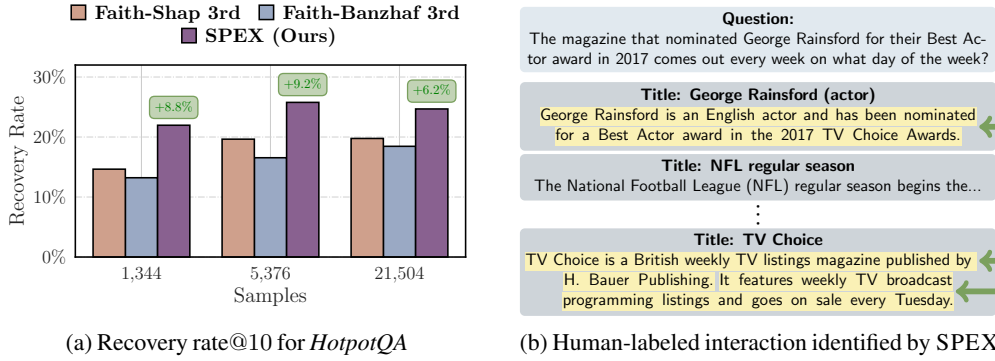 Faith-Shap 3rd Faith-Banzhaf 3rd
SPEX (Ours)
30%
20%
10%
0%
Recovery Rate
+8.8%
+9.2%
+6.2%
1,344 5,376 21,504
Samples
(a) Recovery rate@10 for HotpotQA
Question:
The magazine that nominated George Rainsford for their Best Ac-
tor award in 2017 comes out every week on what day of the week?
Title: George Rainsford (actor)
George Rainsford is an English actor and has been nominated
for a Best Actor award in the 2017 TV Choice Awards.
Title: NFL regular season
The National Football League (NFL) regular season begins the...
Title: TV Choice
TV Choice is a British weekly TV listings magazine published by
H. Bauer Publishing. It features weekly TV broadcast
programming listings and goes on sale every Tuesday.
(b) Human-labeled interaction identified by SPEX